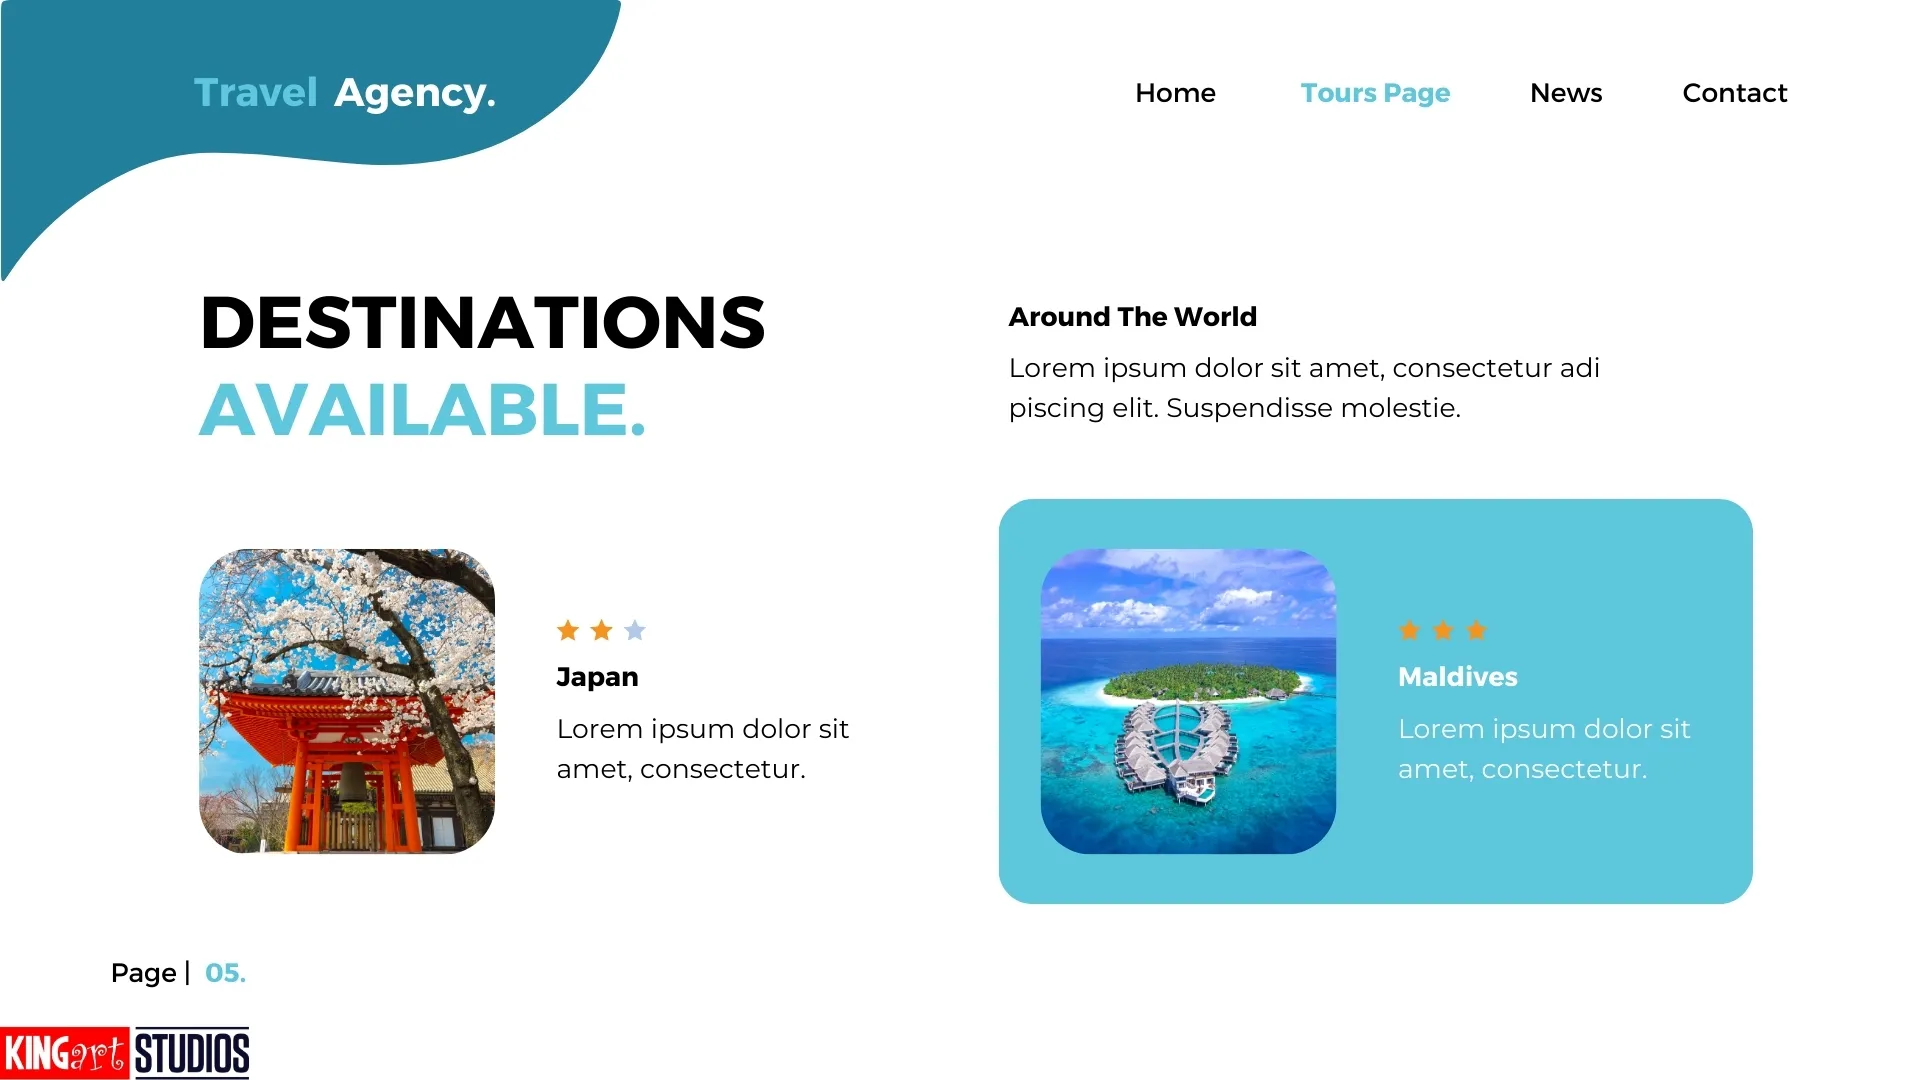 Travel Agency.
Home Tours Page News Contact
DESTINATIONS
AVAILABLE.
Around The World
Lorem ipsum dolor sit amet, consectetur adi
piscing elit. Suspendisse molestie.
Japan
Lorem ipsum dolor sit
amet, consectetur.
Maldives
Lorem ipsum dolor sit
amet, consectetur.
Page | 05.
KINGart STUDIOS